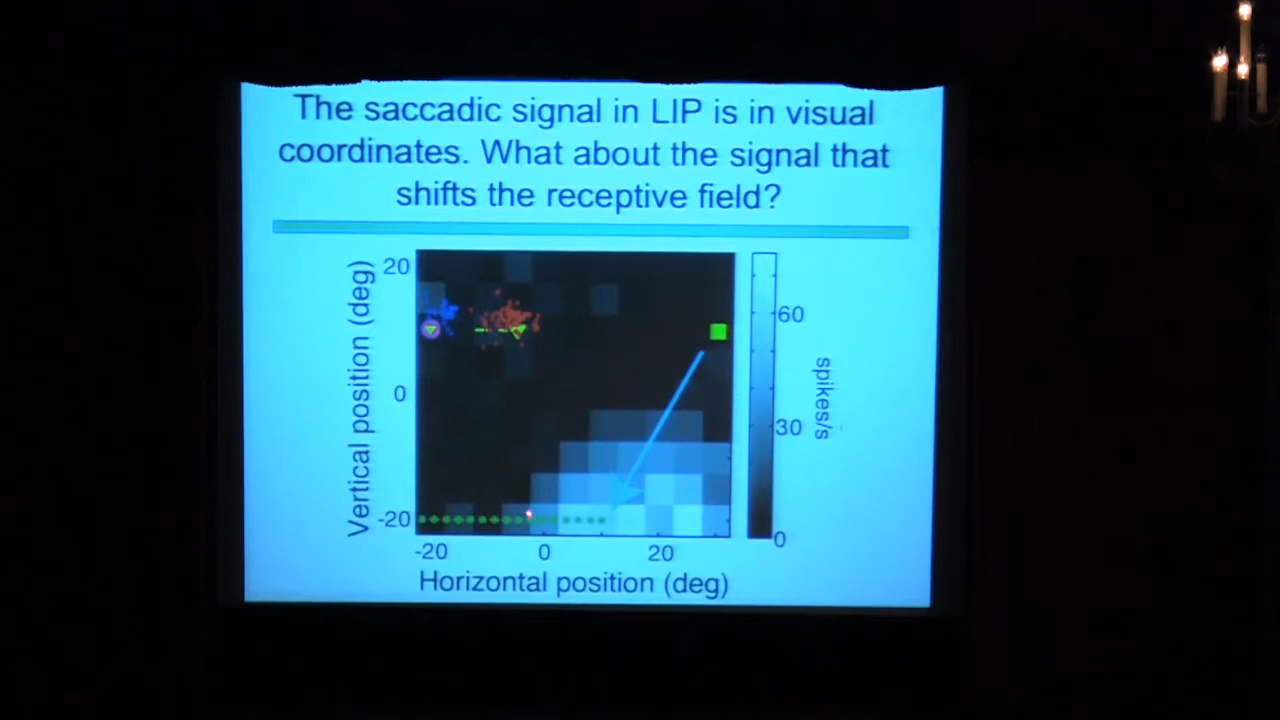 The saccadic signal in LIP is in visual
coordinates. What about the signal that
shifts the receptive field?
20
0
-20
Vertical position (deg)
-20
0
20
Horizontal position (deg)
60
30
0
spikes/s